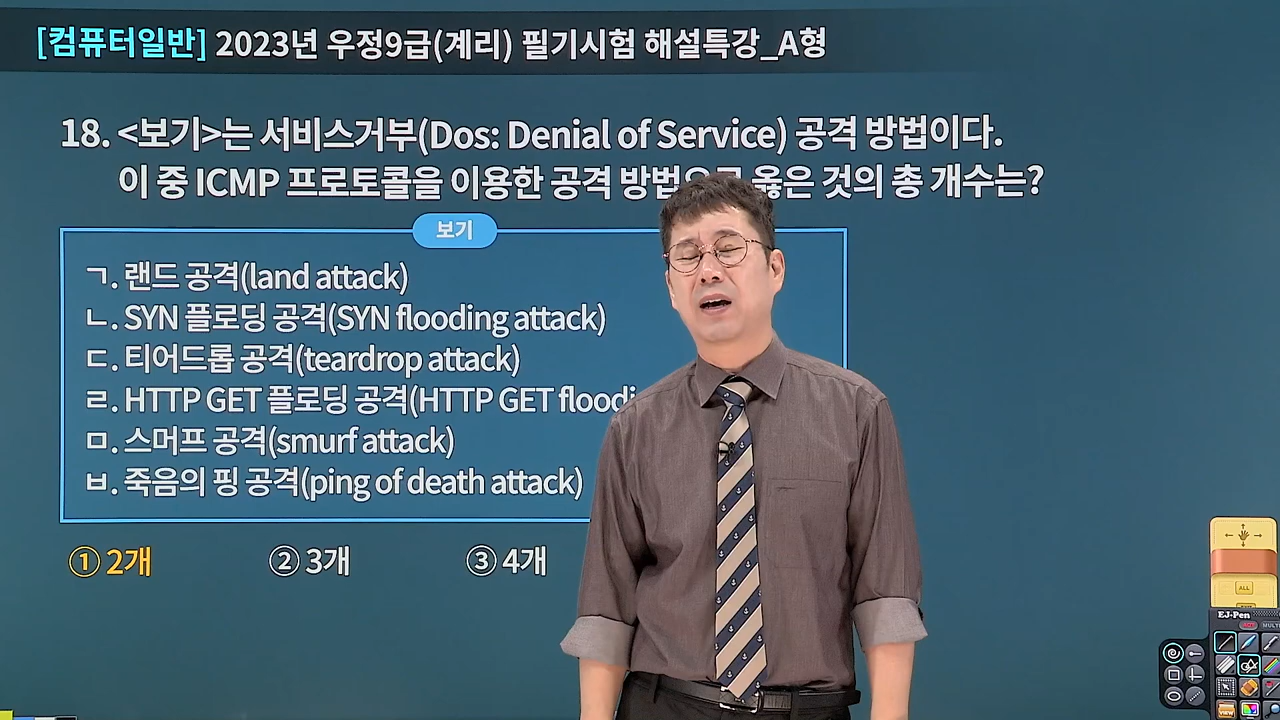 [컴퓨터일반] 2023년 우정9급(계리) 필기시험 해설특강_A형
18. <보기>는 서비스거부(Dos: Denial of Service) 공격 방법이다.
이 중 ICMP 프로토콜을 이용한 공격 방법으로 옳은 것의 총 개수는?
보기
ㄱ. 랜드 공격(land attack)
ㄴ. SYN 플로딩 공격(SYN flooding attack)
ㄷ. 티어드롭 공격(teardrop attack)
ㄹ. HTTP GET 플로딩 공격(HTTP GET floodi
ㅁ. 스머프 공격(smurf attack)
ㅂ. 죽음의 핑 공격(ping of death attack)
① 2개 ② 3개 ③ 4개
ALL
EJ-Pen
MULTI